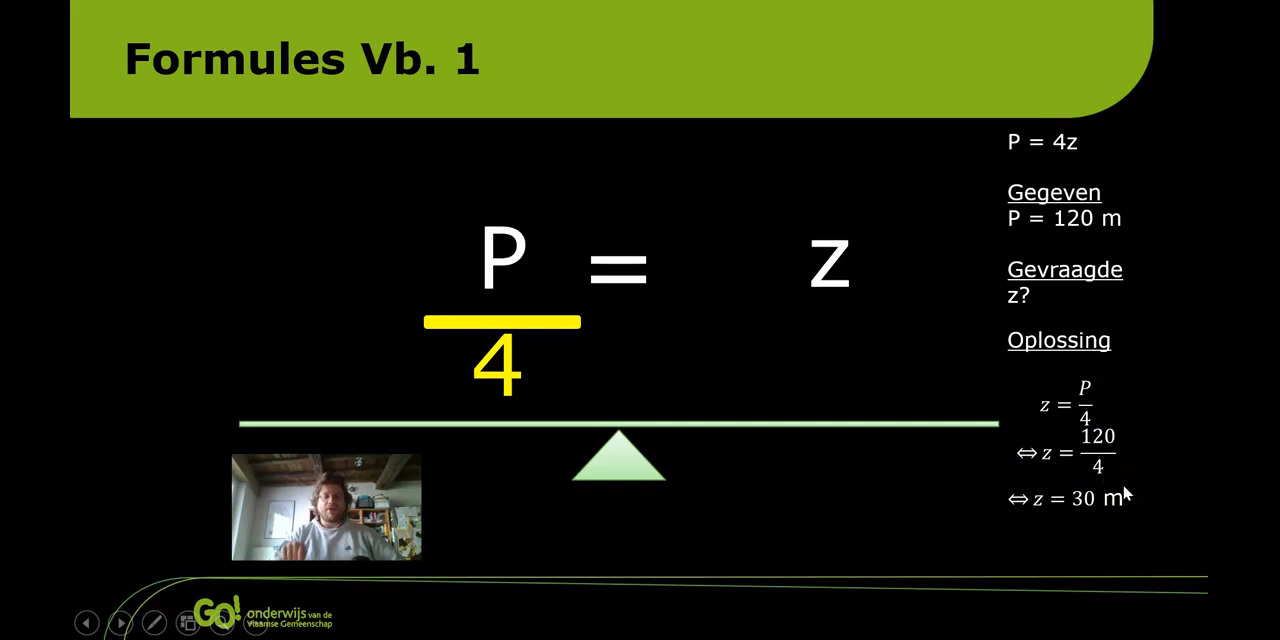 Formules Vb. 1
P = 4z
Gegeven
P = 120 m
Gevraagde
z?
Oplossing
z = P/4
⇔ z = 120/4
⇔ z = 30 m
P = z
4
GO! onderwijs van de
Vlaamse Gemeenschap